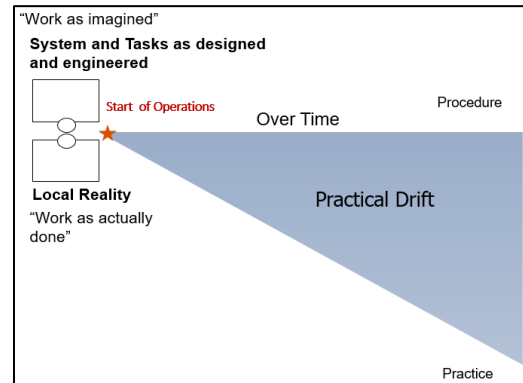 “Work as imagined”
System and Tasks as designed
and engineered
Start of Operations
Over Time
Procedure
Practical Drift
Local Reality
“Work as actually
done”
Practice